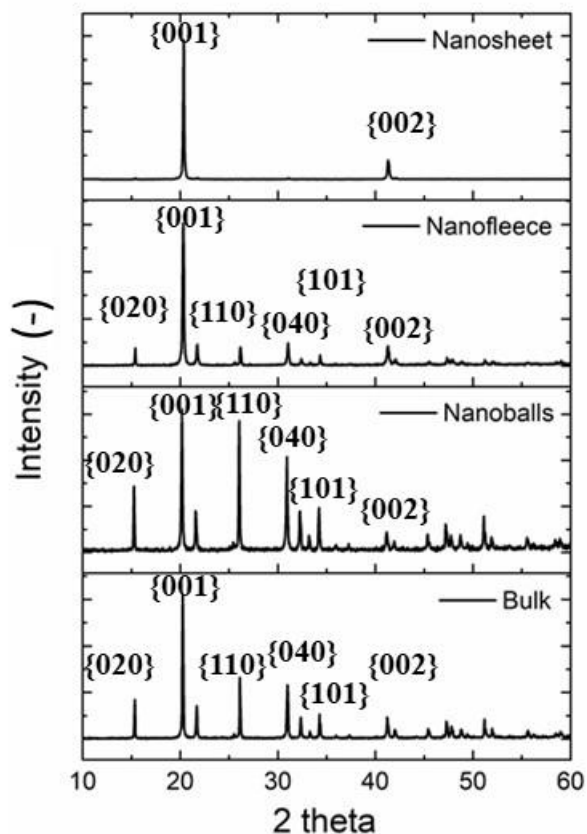 {001}
Nanosheet
{002}
{001}
Nanofleece
{101}
{020}
{110}
{040}
{002}
{001}
{110}
Nanoballs
{040}
{020}
{101}
{002}
{001}
Bulk
{040}
{020}
{110}
{002}
{101}
10 20 30 40 50 60
2 theta
Intensity (-)